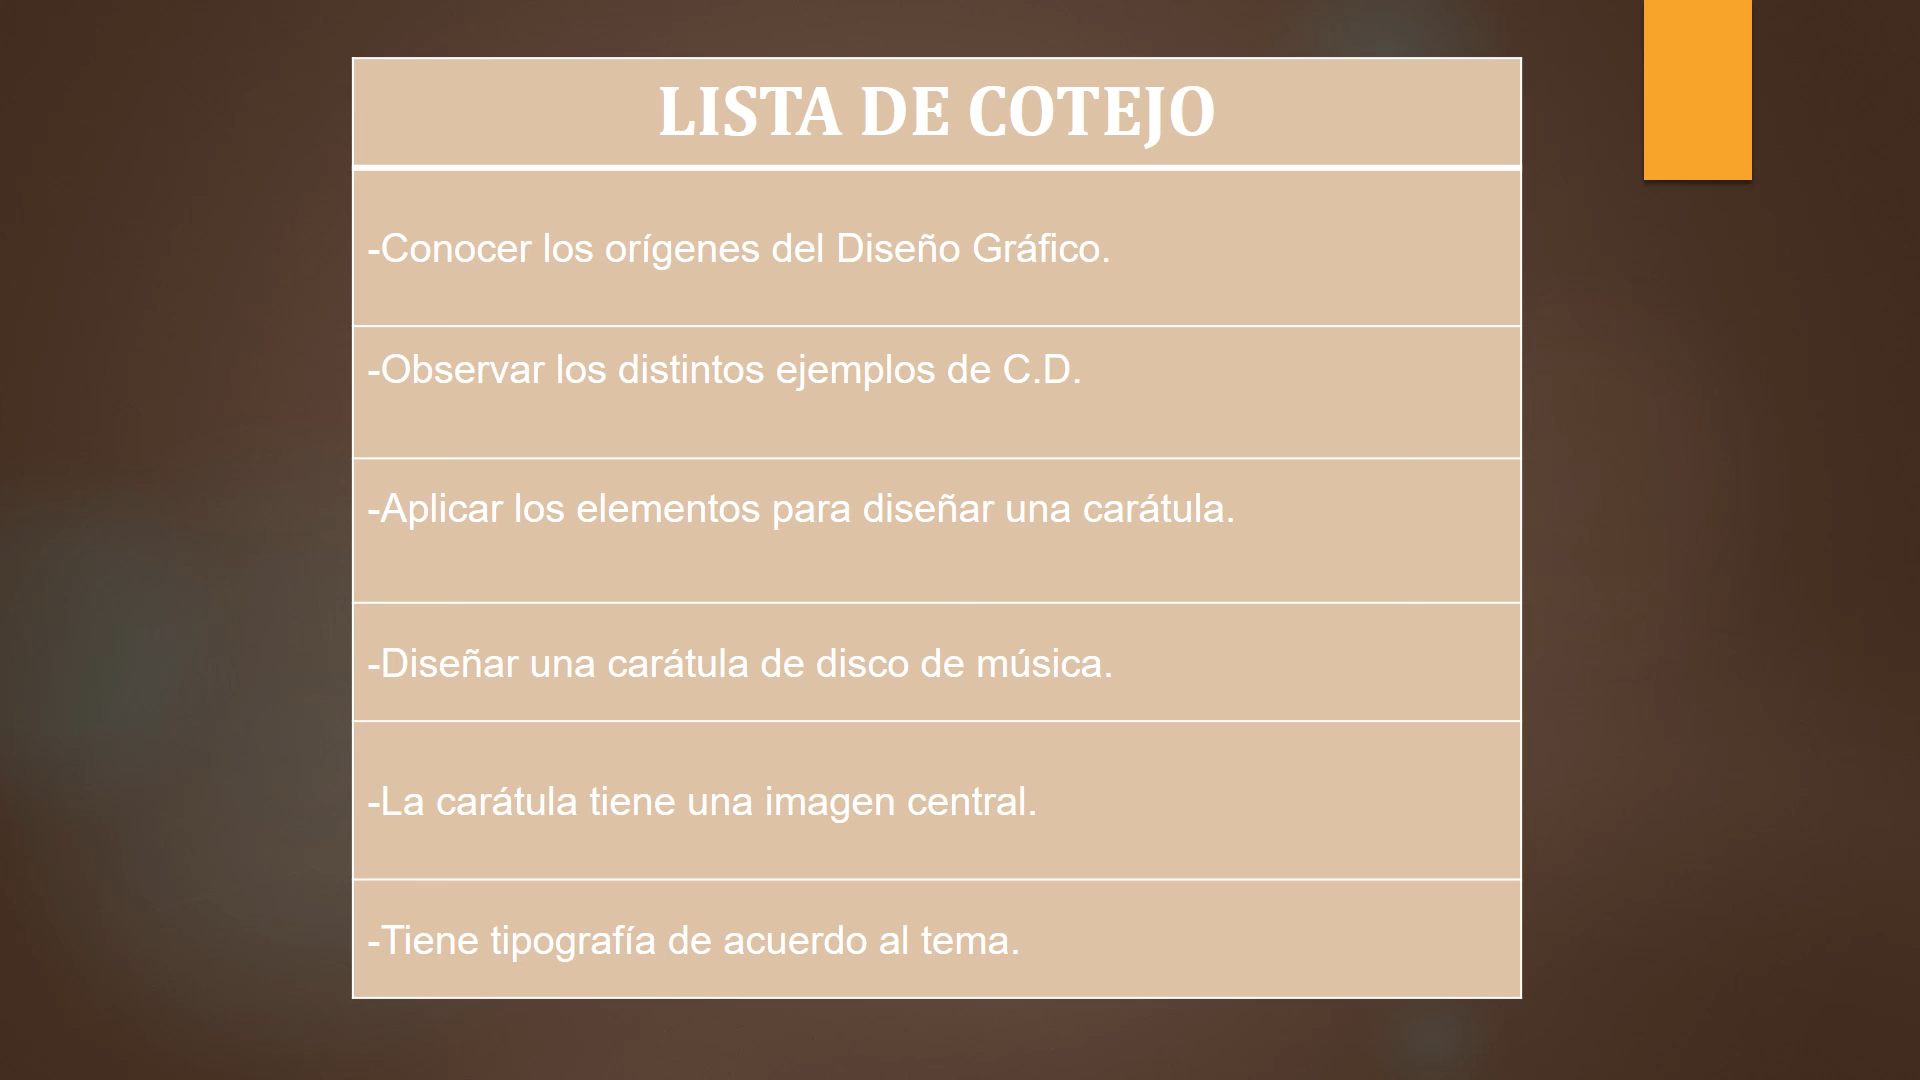 LISTA DE COTEJO
-Conocer los orígenes del Diseño Gráfico.
-Observar los distintos ejemplos de C.D.
-Aplicar los elementos para diseñar una carátula.
-Diseñar una carátula de disco de música.
-La carátula tiene una imagen central.
-Tiene tipografía de acuerdo al tema.